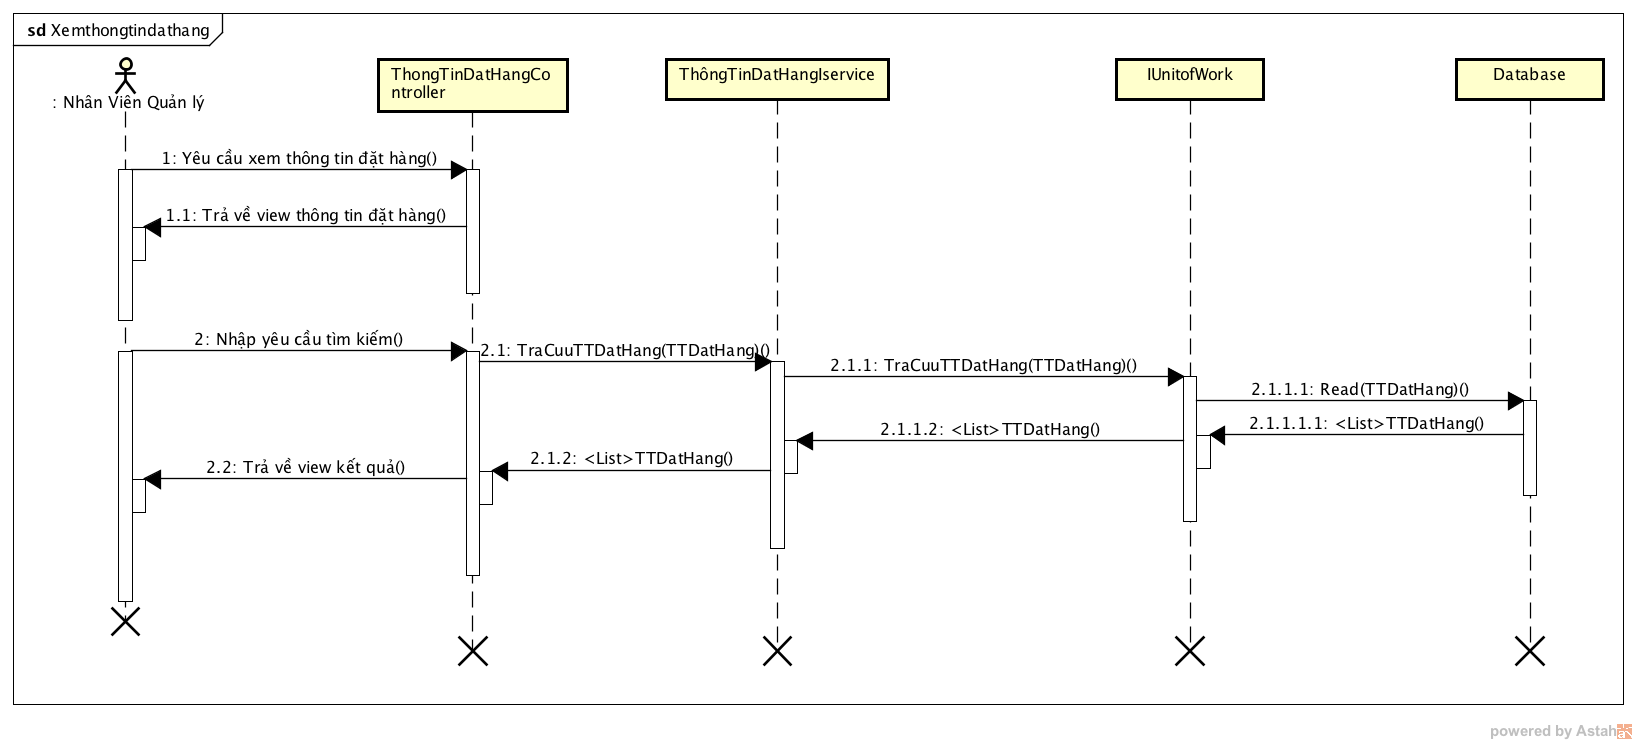 sd Xemthongtindathang
: Nhân Viên Quản lý
ThongTinDatHangCo
ntroller
ThôngTinDatHangIservice
IUnitofWork
Database
1: Yêu cầu xem thông tin đặt hàng()
1.1: Trả về view thông tin đặt hàng()
2: Nhập yêu cầu tìm kiếm()
2.1: TraCuuTTDatHang(TTDatHang)()
2.1.1: TraCuuTTDatHang(TTDatHang)()
2.1.1.1: Read(TTDatHang)()
2.1.1.1.1: <List>TTDatHang()
2.1.1.2: <List>TTDatHang()
2.1.2: <List>TTDatHang()
2.2: Trả về view kết quả()
powered by Astah